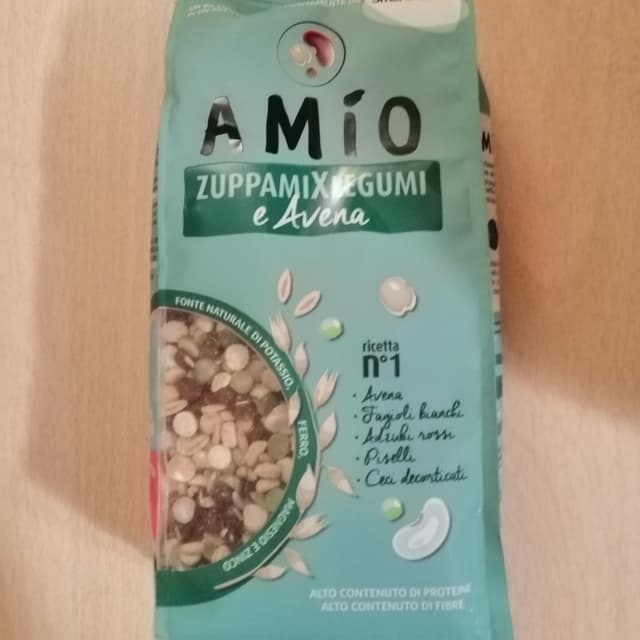 AMÍO
ZUPPAMIX LEGUMI
e Avena
FONTE NATURALE DI POTASSIO,
FERRO,
MAGNESIO E ZINCO
ricetta
n°1
· Avena
· Fagioli bianchi
· Adzuki rossi
· Piselli
· Ceci decorticati
ALTO CONTENUTO DI PROTEINE
ALTO CONTENUTO DI FIBRE